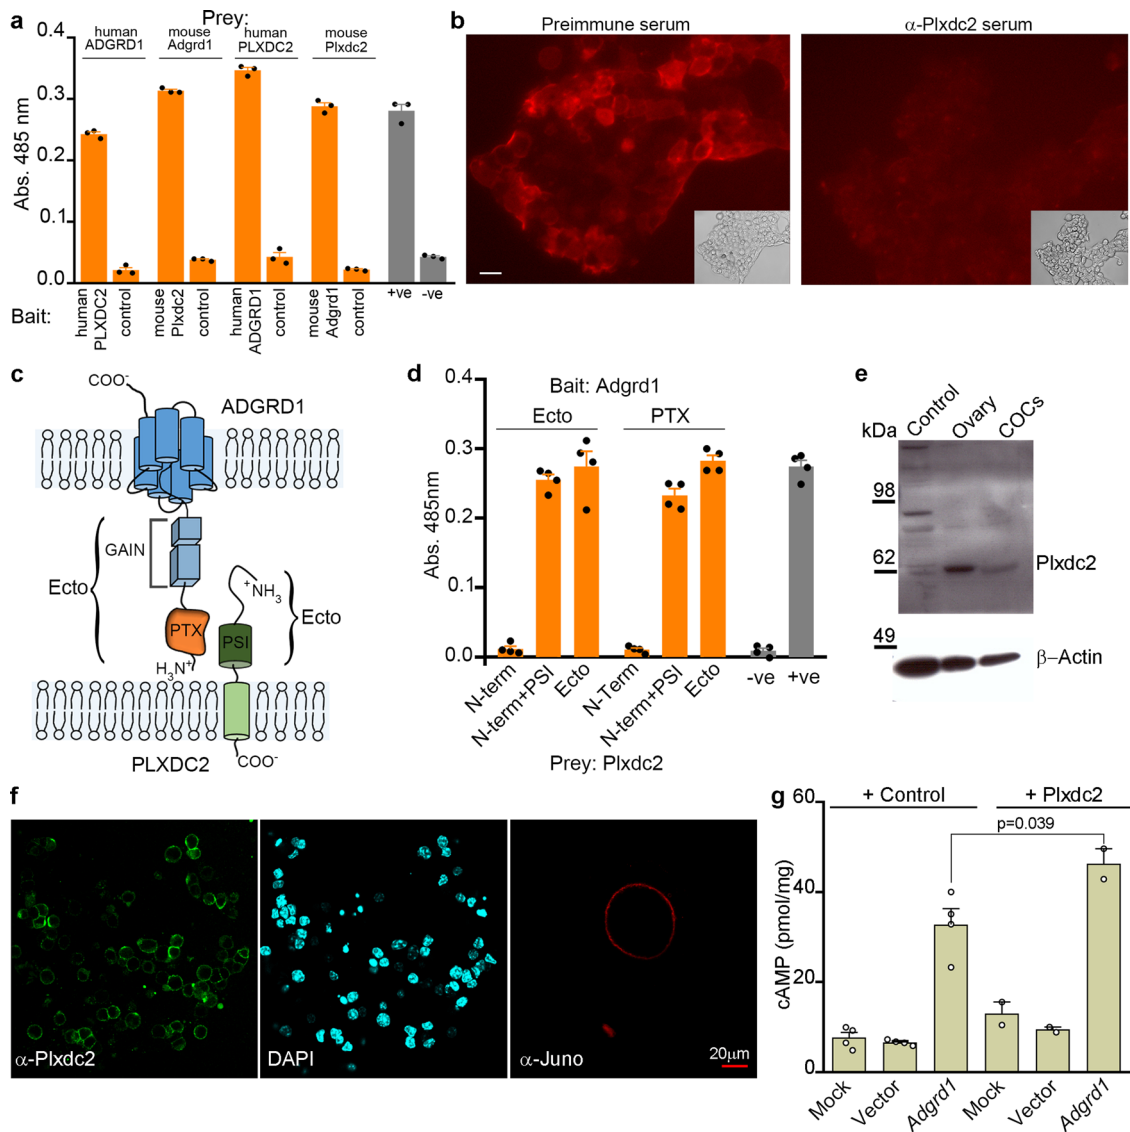 a
Prey:
human ADGRD1
mouse Adgrd1
human PLXDC2
mouse Plxdc2
Abs. 485 nm
0.4
0.3
0.2
0.1
0.0
Bait:
human PLXDC2
control
mouse Plxdc2
control
human ADGRD1
control
mouse Adgrd1
control
+ve
-ve
b
Preimmune serum
α-Plxdc2 serum
c
COO-
ADGRD1
GAIN
Ecto
PTX
H3N+
+NH3
PSI
Ecto
PLXDC2
COO-
d
Bait: Adgrd1
Ecto
PTX
Abs. 485nm
0.4
0.3
0.2
0.1
0.0
N-term
N-term+PSI
Ecto
N-Term
N-term+PSI
Ecto
-ve
+ve
Prey: Plxdc2
e
Control
Ovary
COCs
kDa
98
62
49
Plxdc2
β–Actin
f
α-Plxdc2
DAPI
α-Juno
20μm
g
+ Control
+ Plxdc2
p=0.039
cAMP (pmol/mg)
60
40
20
0
Mock
Vector
Adgrd1
Mock
Vector
Adgrd1